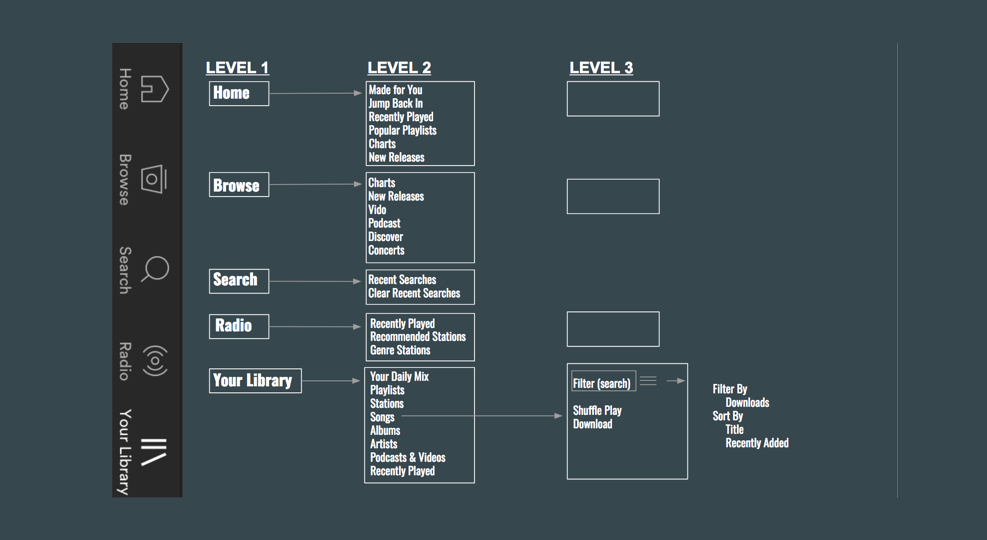 Home
Browse
Search
Radio
Your Library
LEVEL 1
LEVEL 2
LEVEL 3
Home
Made for You
Jump Back In
Recently Played
Popular Playlists
Charts
New Releases
Browse
Charts
New Releases
Vido
Podcast
Discover
Concerts
Search
Recent Searches
Clear Recent Searches
Radio
Recently Played
Recommended Stations
Genre Stations
Your Library
Your Daily Mix
Playlists
Stations
Songs
Albums
Artists
Podcasts & Videos
Recently Played
Filter (search)
Shuffle Play
Download
Filter By
Downloads
Sort By
Title
Recently Added